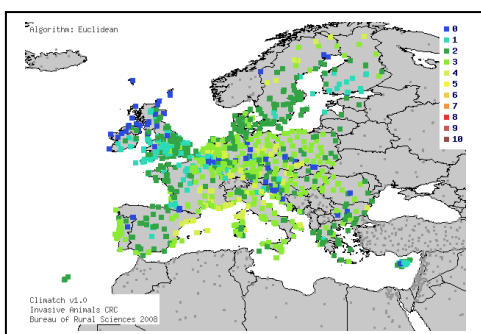 Algorithm: Euclidean
0
1
2
3
4
5
6
7
8
9
10
Climatch v1.0
Invasive Animals CRC
Bureau of Rural Sciences 2008